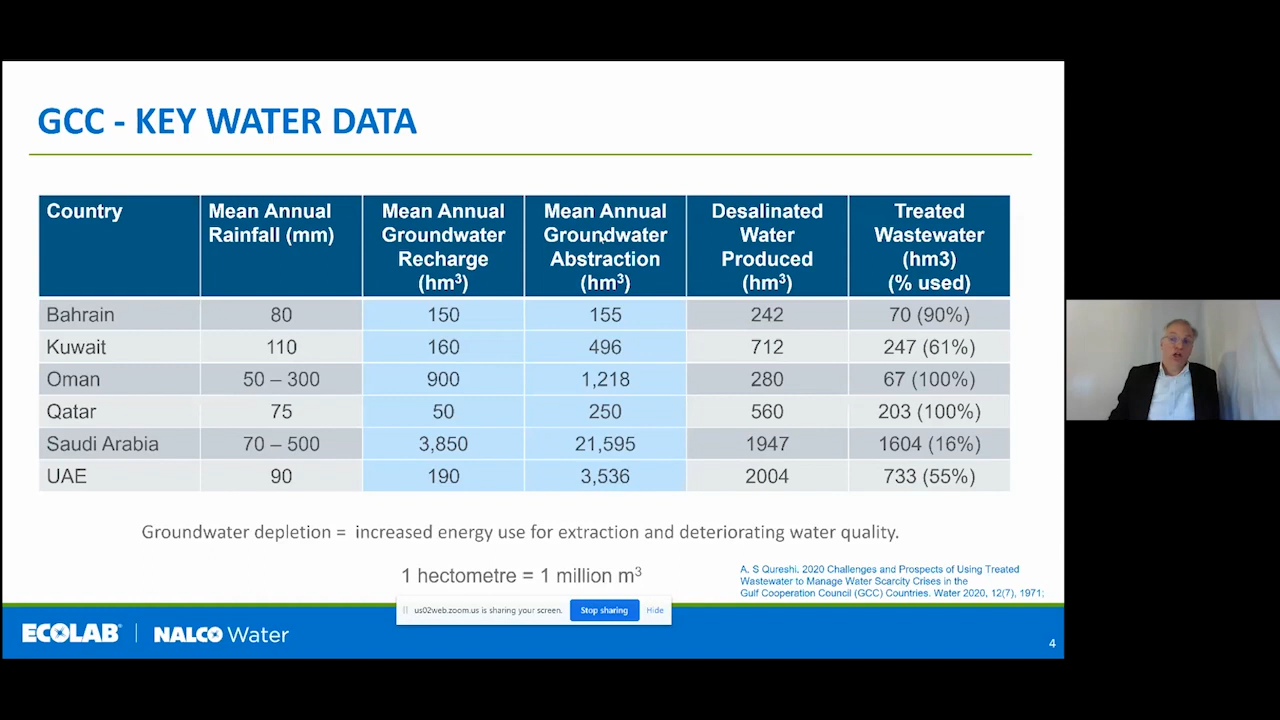 GCC - KEY WATER DATA
Country
Mean Annual
Rainfall (mm)
Mean Annual
Groundwater
Recharge
(hm³)
Mean Annual
Groundwater
Abstraction
(hm³)
Desalinated
Water
Produced
(hm³)
Treated
Wastewater
(hm3)
(% used)
Bahrain 80 150 155 242 70 (90%)
Kuwait 110 160 496 712 247 (61%)
Oman 50 – 300 900 1,218 280 67 (100%)
Qatar 75 50 250 560 203 (100%)
Saudi Arabia 70 – 500 3,850 21,595 1947 1604 (16%)
UAE 90 190 3,536 2004 733 (55%)
Groundwater depletion = increased energy use for extraction and deteriorating water quality.
1 hectometre = 1 million m³
A. S Qureshi. 2020 Challenges and Prospects of Using Treated
Wastewater to Manage Water Scarcity Crises in the
Gulf Cooperation Council (GCC) Countries. Water 2020, 12(7), 1971;
us02web.zoom.us is sharing your screen. Stop sharing Hide
ECOLAB® NALCO Water
4